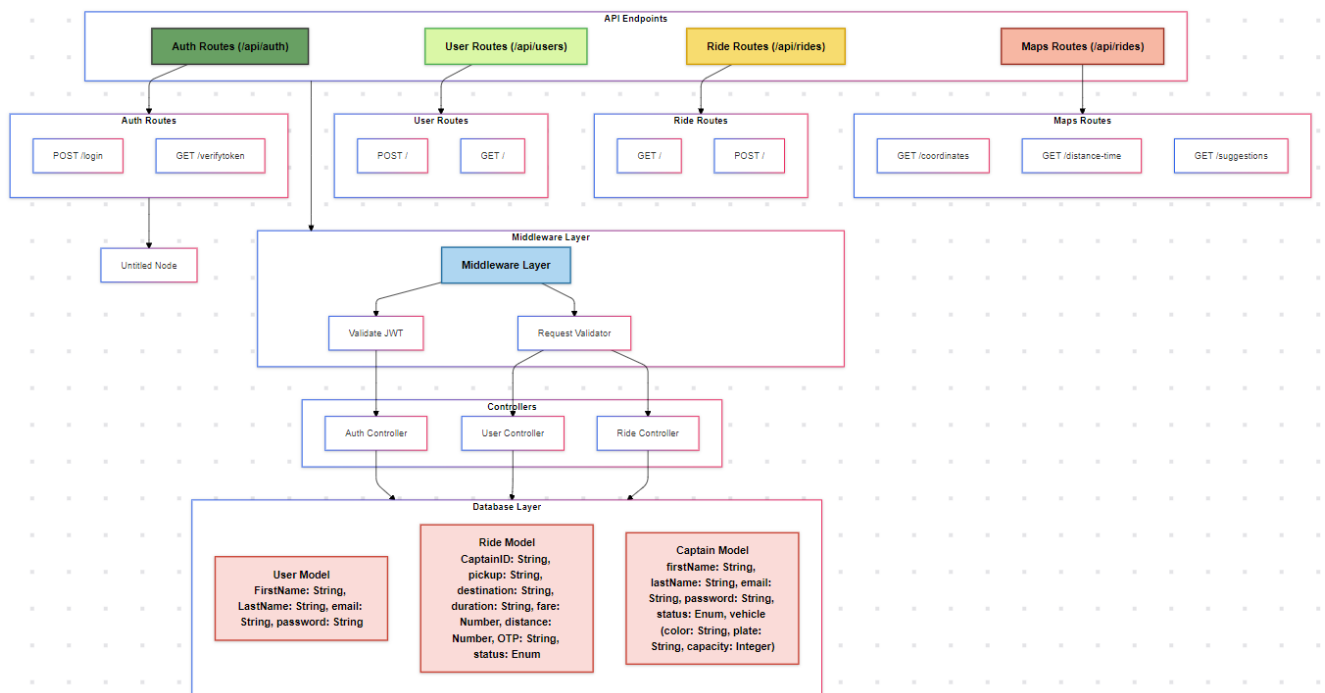 API Endpoints
Auth Routes (/api/auth)
User Routes (/api/users)
Ride Routes (/api/rides)
Maps Routes (/api/rides)
Auth Routes
User Routes
Ride Routes
Maps Routes
POST /login
GET /verifytoken
POST /
GET /
GET /
POST /
GET /coordinates
GET /distance-time
GET /suggestions
Untitled Node
Middleware Layer
Middleware Layer
Validate JWT
Request Validator
Controllers
Auth Controller
User Controller
Ride Controller
Database Layer
User Model
FirstName: String,
LastName: String, email:
String, password: String
Ride Model
CaptainID: String,
pickup: String,
destination: String,
duration: String, fare:
Number, distance:
Number, OTP: String,
status: Enum
Captain Model
firstName: String,
lastName: String, email:
String, password: String,
status: Enum, vehicle
(color: String, plate:
String, capacity: Integer)